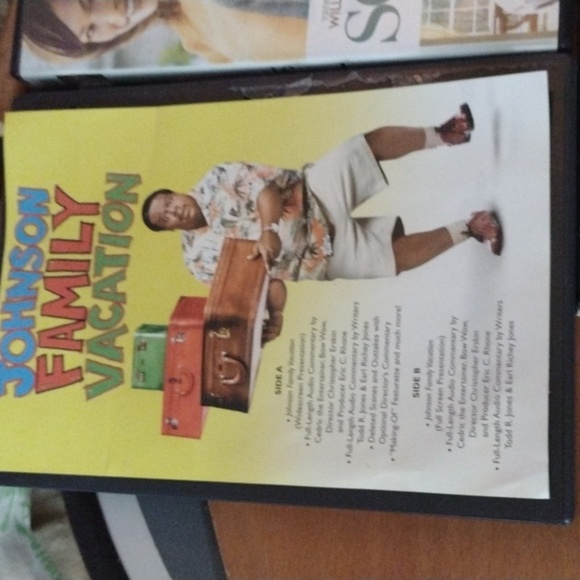 JOHNSON
FAMILY
VACATION
SIDE A
• Johnson Family Vacation
(Widescreen Presentation)
• Full-Length Audio Commentary by
Cedric the Entertainer, Bow Wow,
Director Christopher Erskin
and Producer Eric C. Rhone
• Full-Length Audio Commentary by Writers
Todd R. Jones & Earl Richey Jones
• Deleted Scenes and Outtakes with
Optional Director's Commentary
• "Making-Of" Featurette and much more!
SIDE B
• Johnson Family Vacation
(Full Screen Presentation)
• Full-Length Audio Commentary by
Cedric the Entertainer, Bow Wow,
Director Christopher Erskin
and Producer Eric C. Rhone
• Full-Length Audio Commentary by Writers
Todd R. Jones & Earl Richey Jones
WILL
SO